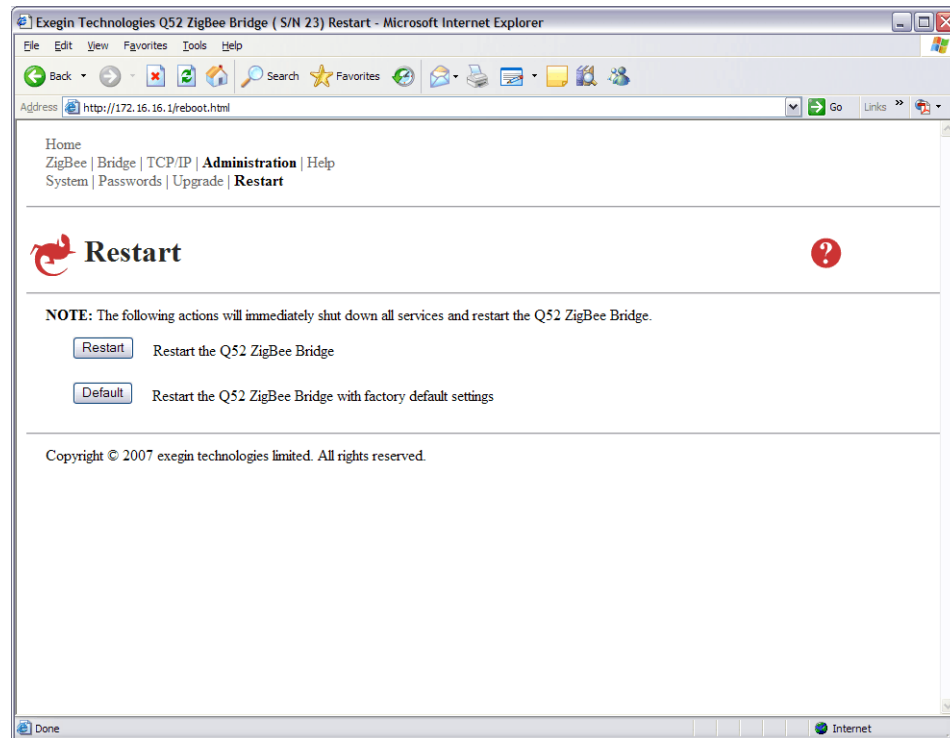 Exegin Technologies Q52 ZigBee Bridge ( S/N 23) Restart - Microsoft Internet Explorer
File Edit View Favorites Tools Help
Back Search Favorites
Address http://172.16.16.1/reboot.html Go Links »
Home
ZigBee | Bridge | TCP/IP | Administration | Help
System | Passwords | Upgrade | Restart
Restart ?
NOTE: The following actions will immediately shut down all services and restart the Q52 ZigBee Bridge.
Restart Restart the Q52 ZigBee Bridge
Default Restart the Q52 ZigBee Bridge with factory default settings
Copyright © 2007 exegin technologies limited. All rights reserved.
Done Internet